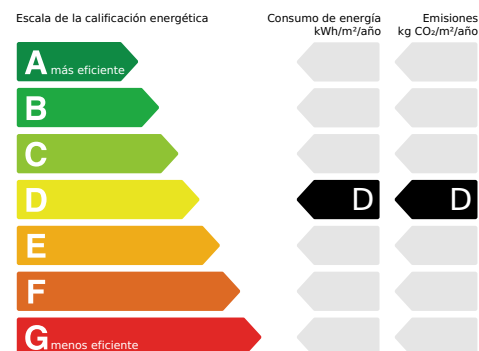 Escala de la calificación energética
Consumo de energía
kWh/m²/año
Emisiones
kg CO₂/m²/año
A más eficiente
B
C
D D D
E
F
G menos eficiente